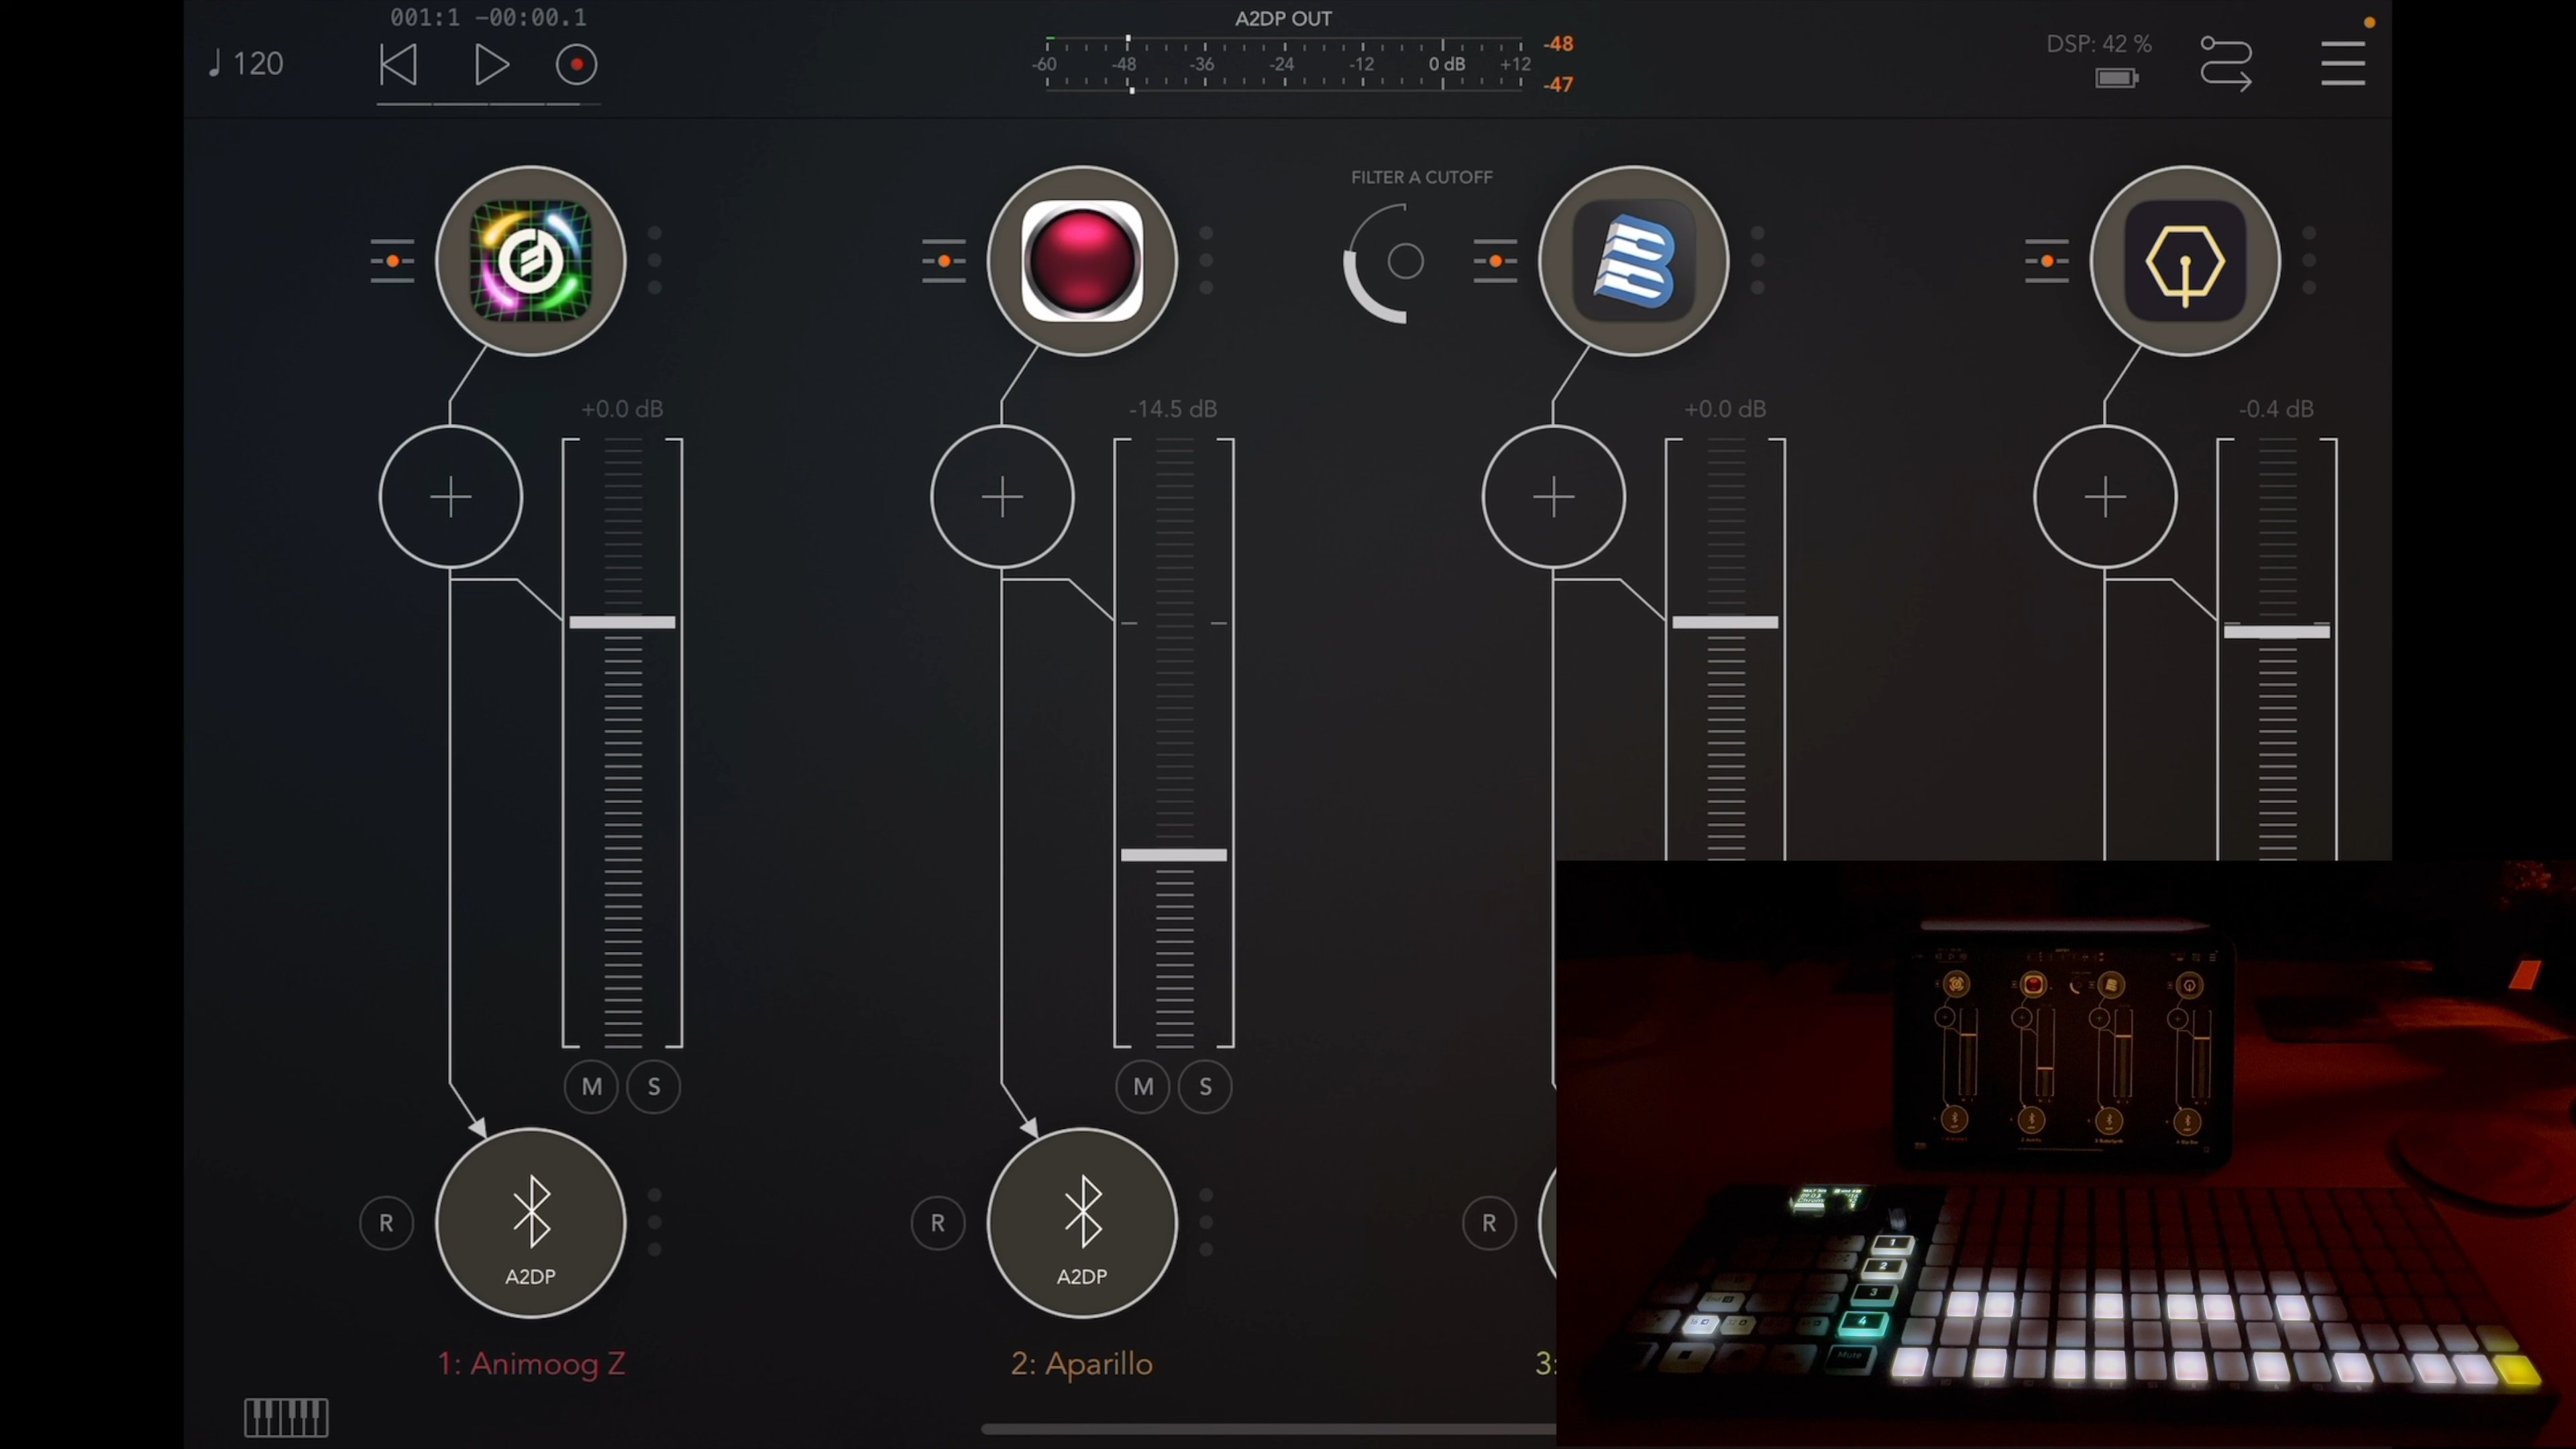 001:1 -00:00.1
♩ 120
A2DP OUT
-60 -48 -36 -24 -12 0 dB +12
-48
-47
DSP: 42 %
FILTER A CUTOFF
+0.0 dB
-14.5 dB
+0.0 dB
-0.4 dB
M S
M S
R
A2DP
R
A2DP
R
1: Animoog Z
2: Aparillo
3:
1
2
3
4
Mute